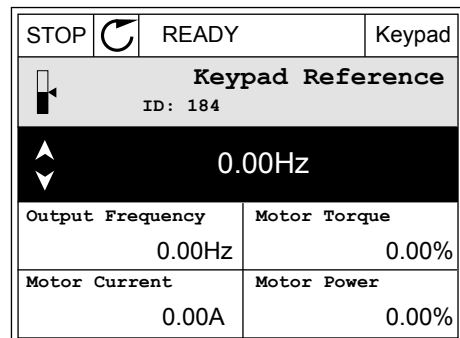 STOP READY Keypad
Keypad Reference
ID: 184
0.00Hz
Output Frequency Motor Torque
0.00Hz 0.00%
Motor Current Motor Power
0.00A 0.00%